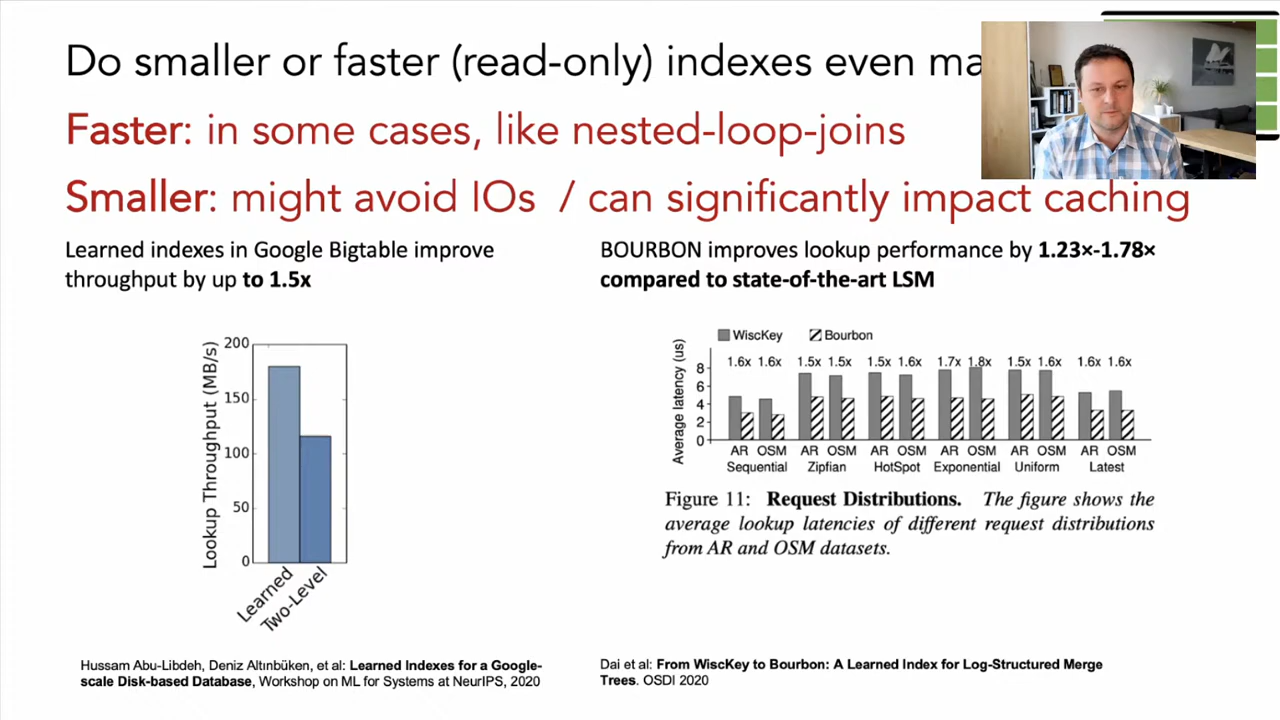 Do smaller or faster (read-only) indexes even
Faster: in some cases, like nested-loop-joins
Smaller: might avoid IOs / can significantly impact caching
Learned indexes in Google Bigtable improve
throughput by up to 1.5x
BOURBON improves lookup performance by 1.23×-1.78×
compared to state-of-the-art LSM
Lookup Throughput (MB/s)
200
150
100
50
0
Learned
Two-Level
WiscKey Bourbon
Average latency (us)
8
6
4
2
0
1.6x 1.6x 1.5x 1.5x 1.5x 1.6x 1.7x 1.8x 1.5x 1.6x 1.6x 1.6x
AR OSM AR OSM AR OSM AR OSM AR OSM AR OSM
Sequential Zipfian HotSpot Exponential Uniform Latest
Figure 11: Request Distributions. The figure shows the
average lookup latencies of different request distributions
from AR and OSM datasets.
Hussam Abu-Libdeh, Deniz Altınbüken, et al: Learned Indexes for a Google-
scale Disk-based Database, Workshop on ML for Systems at NeurIPS, 2020
Dai et al: From WiscKey to Bourbon: A Learned Index for Log-Structured Merge
Trees. OSDI 2020